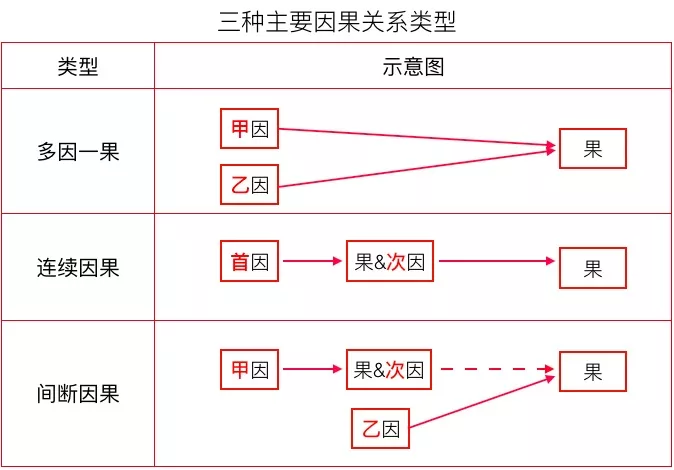 三种主要因果关系类型
类型 示意图
多因一果
甲因
乙因
果
连续因果
首因 果&次因 果
间断因果
甲因 果&次因 果
乙因